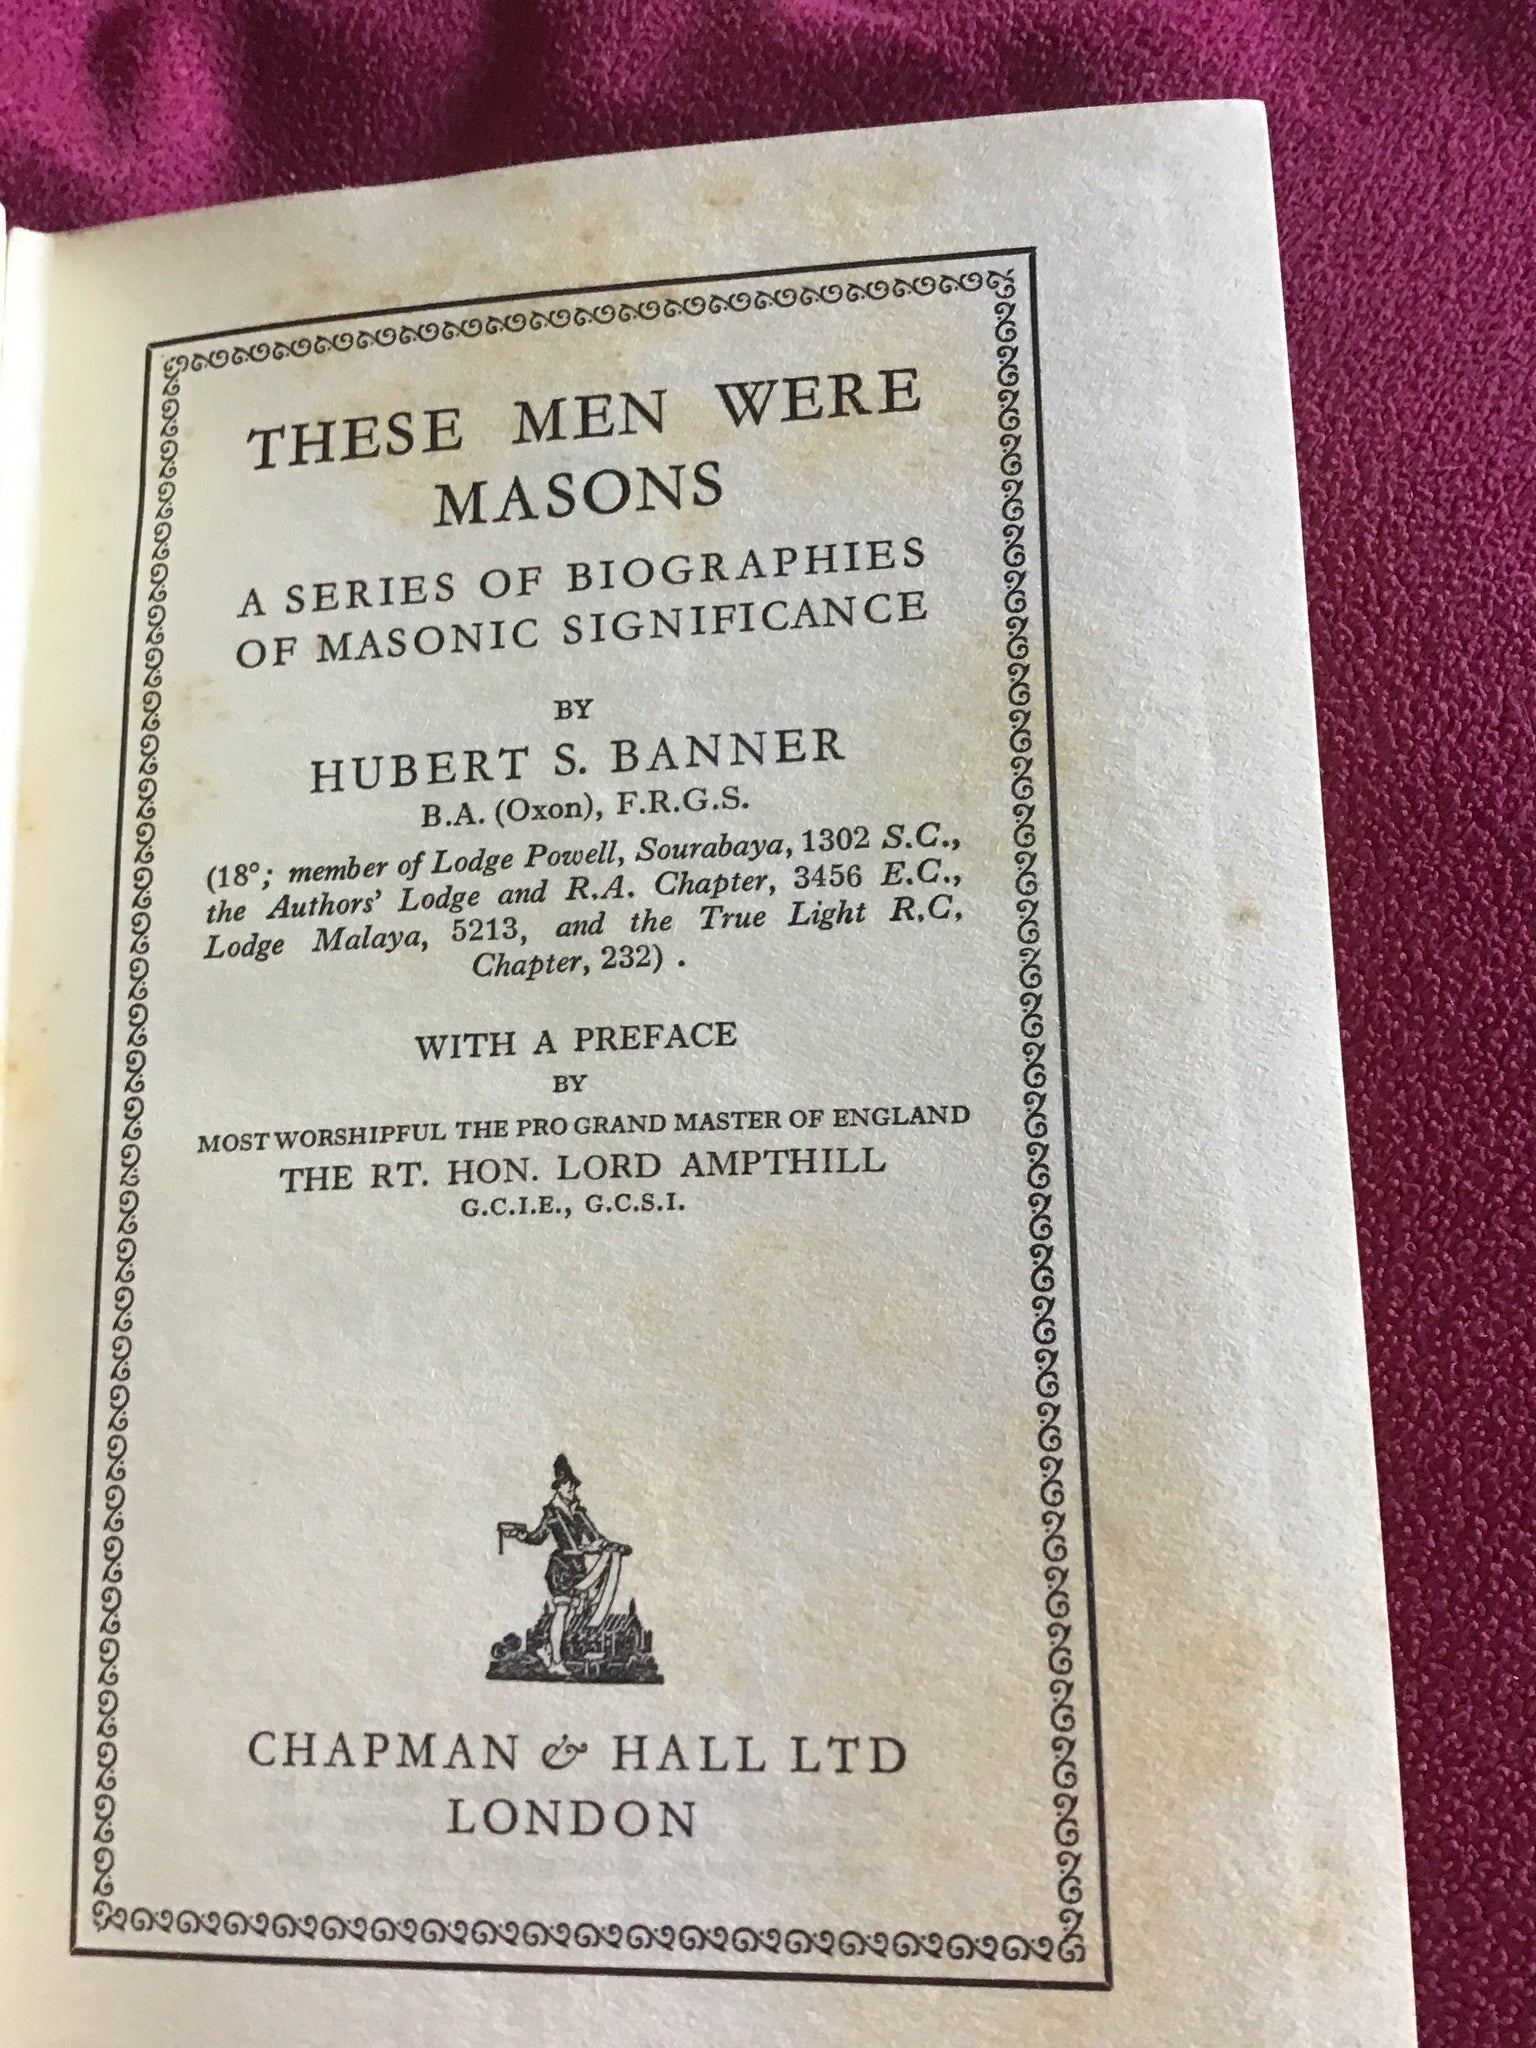 THESE MEN WERE
MASONS
A SERIES OF BIOGRAPHIES
OF MASONIC SIGNIFICANCE
BY
HUBERT S. BANNER
B.A. (Oxon), F.R.G.S.
(18°; member of Lodge Powell, Sourabaya, 1302 S.C.,
the Authors' Lodge and R.A. Chapter, 3456 E.C.,
Lodge Malaya, 5213, and the True Light R.C.
Chapter, 232) .
WITH A PREFACE
BY
MOST WORSHIPFUL THE PRO GRAND MASTER OF ENGLAND
THE RT. HON. LORD AMPTHILL
G.C.I.E., G.C.S.I.
CHAPMAN & HALL LTD
LONDON